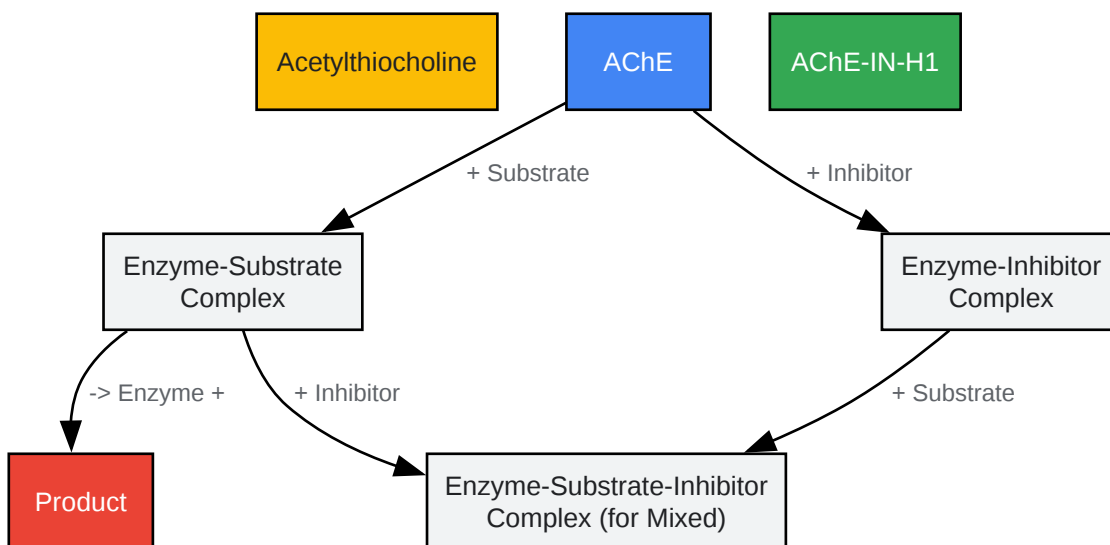 Acetylthiocholine
AChE
AChE-IN-H1
+ Substrate
+ Inhibitor
Enzyme-Substrate
Complex
Enzyme-Inhibitor
Complex
-> Enzyme +
+ Inhibitor
+ Substrate
Product
Enzyme-Substrate-Inhibitor
Complex (for Mixed)